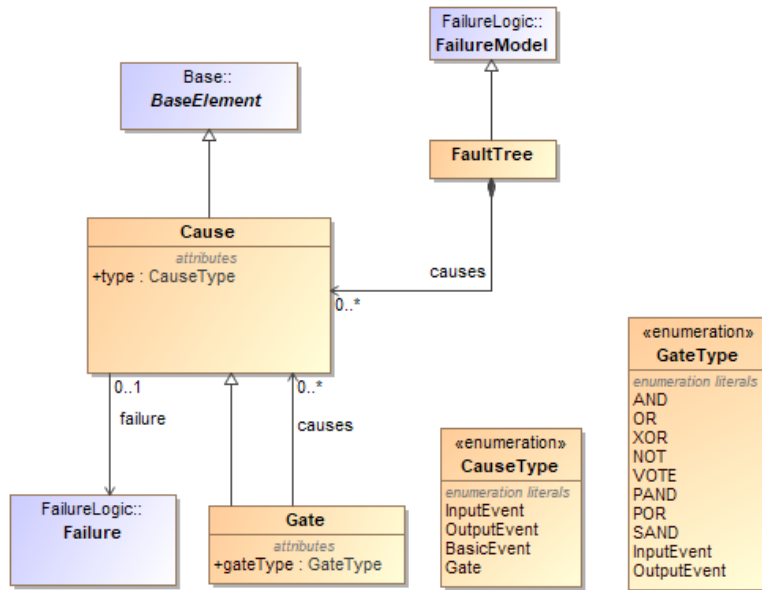 FailureLogic::
FailureModel
Base::
BaseElement
FaultTree
Cause
attributes
+type : CauseType
causes
0..*
0..1
0..*
failure
causes
«enumeration»
GateType
enumeration literals
AND
OR
XOR
NOT
VOTE
PAND
POR
SAND
InputEvent
OutputEvent
«enumeration»
CauseType
enumeration literals
InputEvent
OutputEvent
BasicEvent
Gate
FailureLogic::
Failure
Gate
attributes
+gateType : GateType